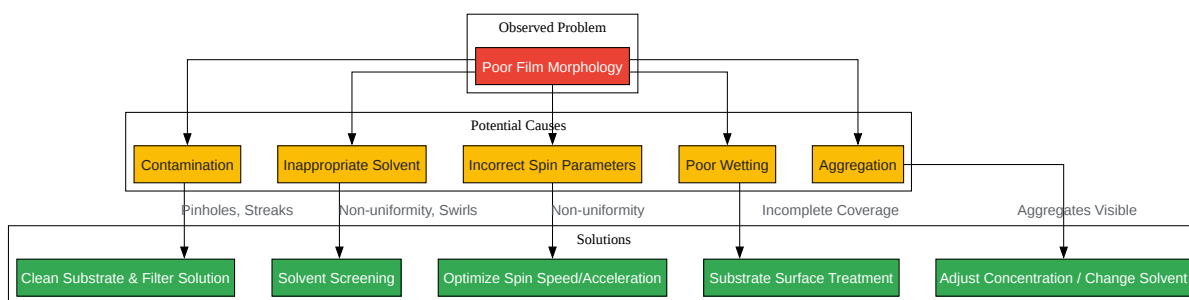 Observed Problem
Poor Film Morphology
Potential Causes
Contamination
Inappropriate Solvent
Incorrect Spin Parameters
Poor Wetting
Aggregation
Pinholes, Streaks
Non-uniformity, Swirls
Non-uniformity
Incomplete Coverage
Aggregates Visible
Solutions
Clean Substrate & Filter Solution
Solvent Screening
Optimize Spin Speed/Acceleration
Substrate Surface Treatment
Adjust Concentration / Change Solvent